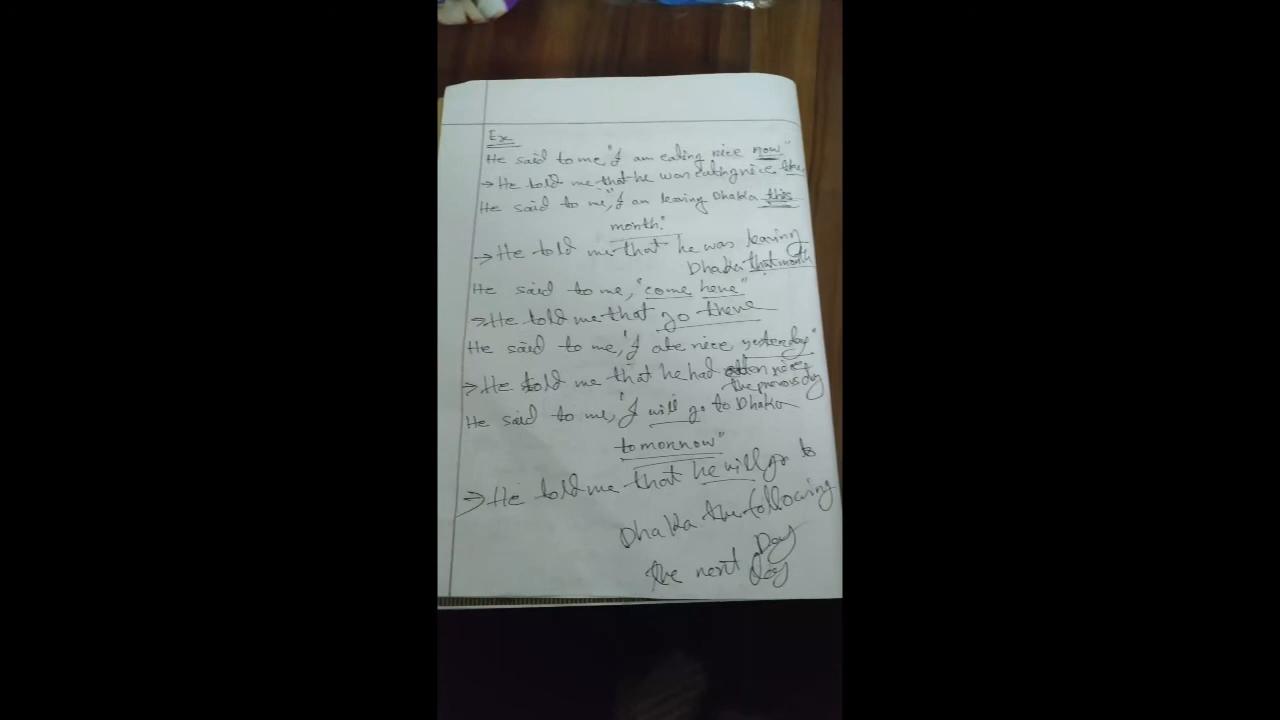 Ex
He said to me, "I am eating rice now"
→ He told me that he was eating rice then
He said to me, "I am leaving Dhaka this
month."
→ He told me that he was leaving
Dhaka that month
He said to me, "come here"
→ He told me that go there
He said to me, "I ate rice yesterday"
→ He told me that he had eaten rice
the previous day
He said to me, "I will go to Dhaka
tomorrow"
→ He told me that he will go to
Dhaka the following
Day
the next day